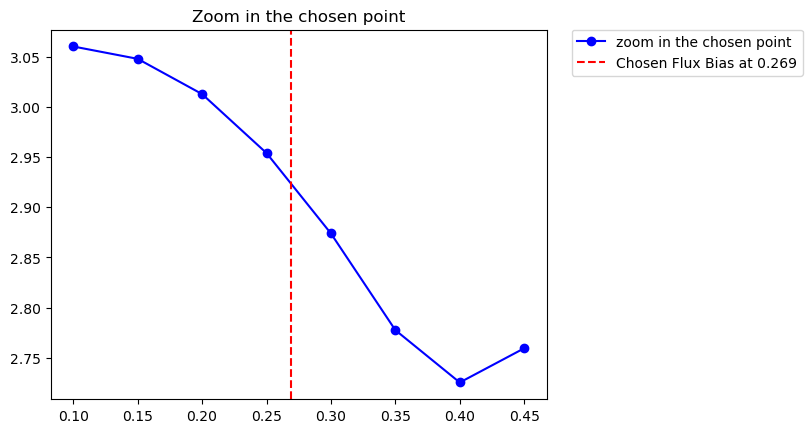 Zoom in the chosen point
zoom in the chosen point
Chosen Flux Bias at 0.269
3.05
3.00
2.95
2.90
2.85
2.80
2.75
0.10 0.15 0.20 0.25 0.30 0.35 0.40 0.45